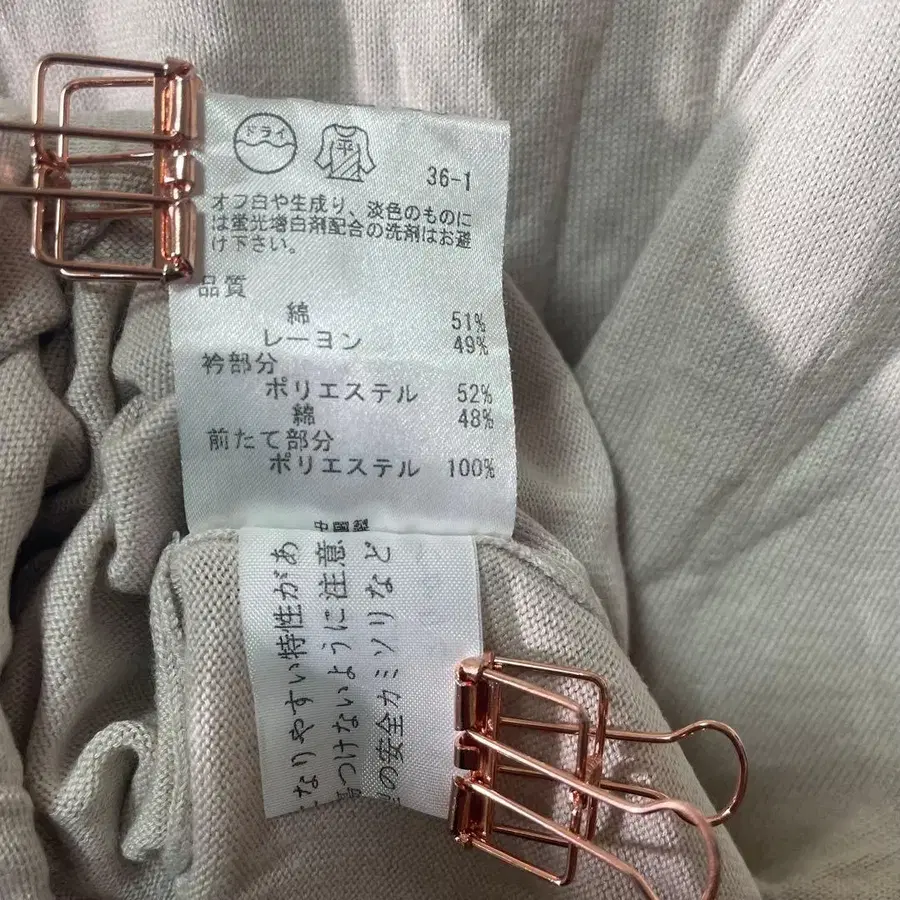 ドライ
平
36-1
オフ白や生成り、淡色のものに
は蛍光増白剤配合の洗剤はお避
け下さい。
品質
綿 51%
レーヨン 49%
衿部分
ポリエステル 52%
綿 48%
前たて部分
ポリエステル 100%
中国製
の安全カミソリなど
つけないように注意
になりやすい特性があ